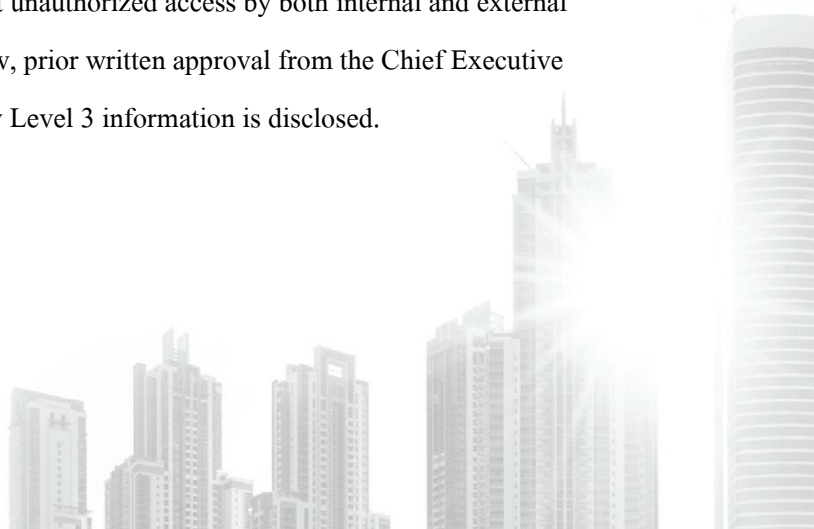 unauthorized access by both internal and external
, prior written approval from the Chief Executive
Level 3 information is disclosed.